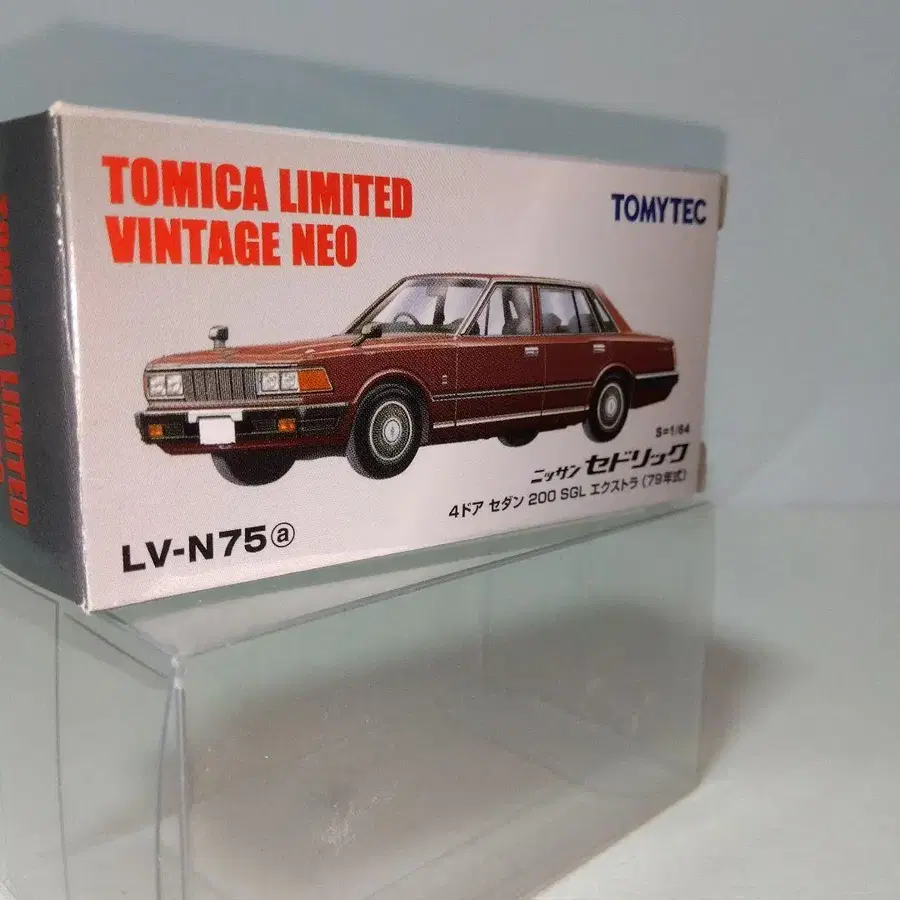 TOMICA LIMITED
VINTAGE NEO
TOMYTEC
S=1/64
ニッサン セドリック
4ドア セダン 200 SGL エクストラ (79年式)
LV-N75 ⓐ
TOMICA LIMITED